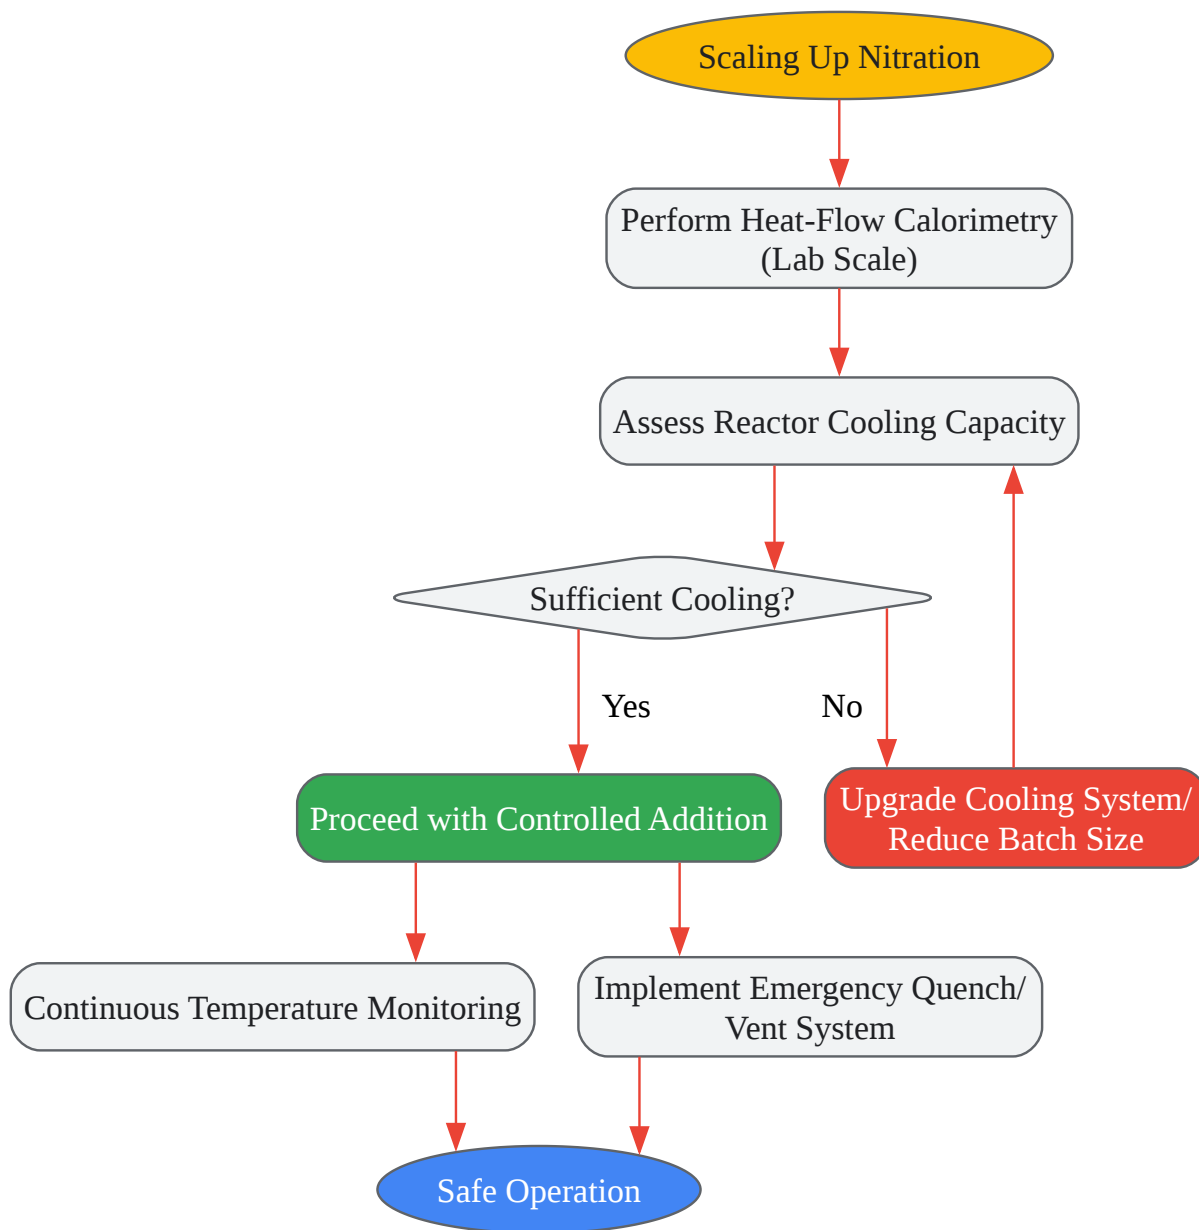 Scaling Up Nitration
Perform Heat-Flow Calorimetry
(Lab Scale)
Assess Reactor Cooling Capacity
Sufficient Cooling?
Yes
No
Proceed with Controlled Addition
Upgrade Cooling System/
Reduce Batch Size
Continuous Temperature Monitoring
Implement Emergency Quench/
Vent System
Safe Operation